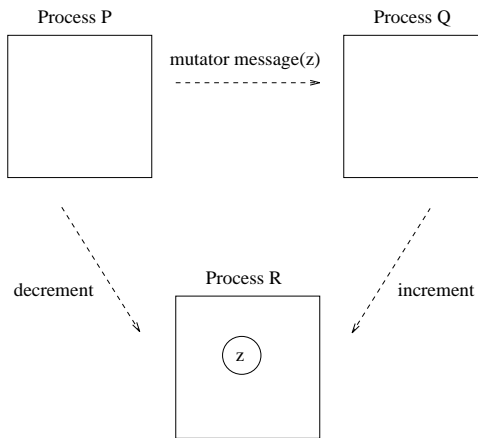 Process P
Process Q
mutator message(z)
decrement
Process R
increment
z